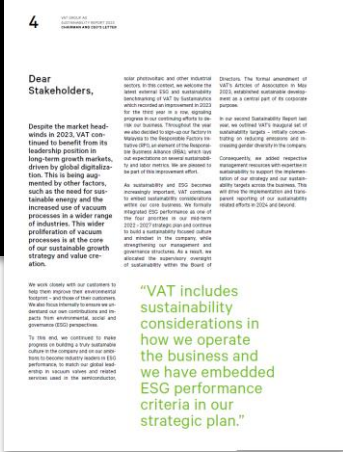 4
VAT GROUP AG
SUSTAINABILITY REPORT 2023
CHAIRMAN AND CEO'S LETTER
Dear
Stakeholders,
Despite the market head-
winds in 2023, VAT con-
tinued to benefit from its
leadership position in
long-term growth markets,
driven by global digitaliza-
tion. This is being aug-
mented by other factors,
such as the need for sus-
tainable energy and the
increased use of vacuum
processes in a wider range
of industries. This wider
proliferation of vacuum
processes is at the core
of our sustainable growth
strategy and value cre-
ation.
We work closely with our customers to
help them improve their environmental
footprint – and those of their customers.
We also focus internally to ensure we un-
derstand our own contributions and im-
pacts from environmental, social and
governance (ESG) perspectives.
To this end, we continued to make
progress on building a truly sustainable
culture in the company and on our ambi-
tions to become industry leaders in ESG
performance, to match our global lead-
ership in vacuum valves and related
services used in the semiconductor,
solar photovoltaic and other industrial
sectors. In this context, we welcome the
latest external ESG and sustainability
benchmarking of VAT by Sustainalytics
which recorded an improvement in 2023
for the third year in a row, signaling
progress in our continuing efforts to de-
risk our business. Throughout the year
we also decided to sign-up our factory in
Malaysia to the Responsible Factory Ini-
tiative (RFI), an element of the Respons-
ible Business Alliance (RBA), which lays
out expectations on several sustainabil-
ity and labor metrics. We are pleased to
be part of this improvement effort.
As sustainability and ESG becomes
increasingly important, VAT continues
to embed sustainability considerations
within our core business. We formally
integrated ESG performance as one of
the four priorities in our mid-term
2022 - 2027 strategic plan and continue
to build a sustainability focused culture
and mindset in the company, while
strengthening our management and
governance structures. As a result, we
allocated the supervisory oversight
of sustainability within the Board of
Directors. The formal amendment of
VAT's Articles of Association in May
2023, established sustainable develop-
ment as a central part of its corporate
purpose.
In our second Sustainability Report last
year, we outlined VAT's inaugural set of
sustainability targets – initially concen-
trating on reducing emissions and in-
creasing gender diversity in the company.
Consequently, we added respective
management resources with expertise in
sustainability to support the implemen-
tation of our strategy and our sustain-
ability targets across the business. This
will drive the implementation and trans-
parent reporting of our sustainability
related efforts in 2024 and beyond.
"VAT includes
sustainability
considerations in
how we operate
the business and
we have embedded
ESG performance
criteria in our
strategic plan."